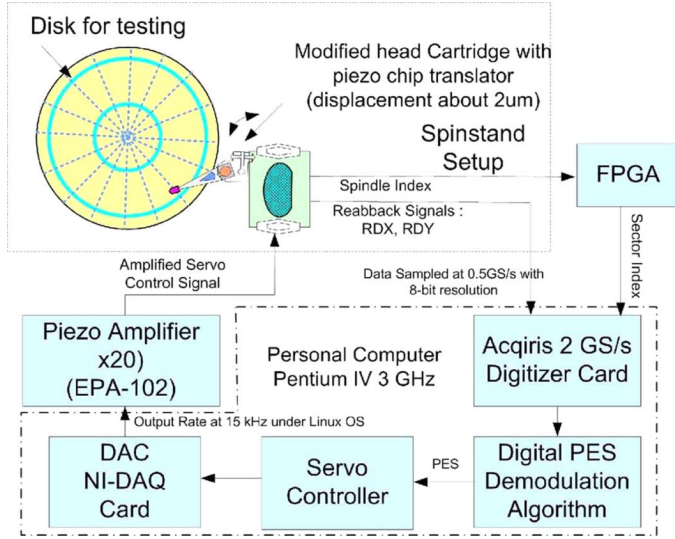 Disk for testing
Modified head Cartridge with
piezo chip translator
(displacement about 2um)
Spinstand
Setup
FPGA
Spindle Index
Reabback Signals :
RDX, RDY
Sector Index
Amplified Servo
Control Signal
Data Sampled at 0.5GS/s with
8-bit resolution
Piezo Amplifier
x20)
(EPA-102)
Personal Computer
Pentium IV 3 GHz
Acqiris 2 GS/s
Digitizer Card
Output Rate at 15 kHz under Linux OS
DAC
NI-DAQ
Card
Servo
Controller
PES
Digital PES
Demodulation
Algorithm